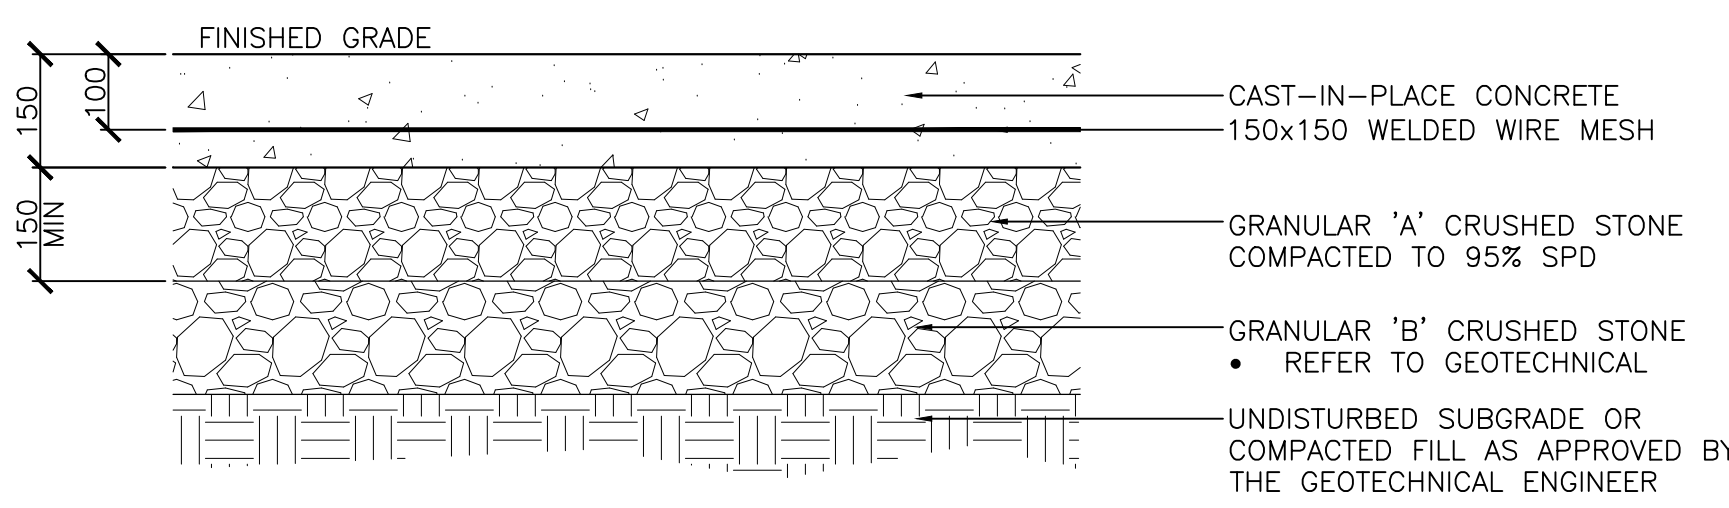 FINISHED GRADE
150
100
150
MIN
CAST-IN-PLACE CONCRETE
150x150 WELDED WIRE MESH
GRANULAR 'A' CRUSHED STONE
COMPACTED TO 95% SPD
GRANULAR 'B' CRUSHED STONE
• REFER TO GEOTECHNICAL
UNDISTURBED SUBGRADE OR
COMPACTED FILL AS APPROVED BY
THE GEOTECHNICAL ENGINEER